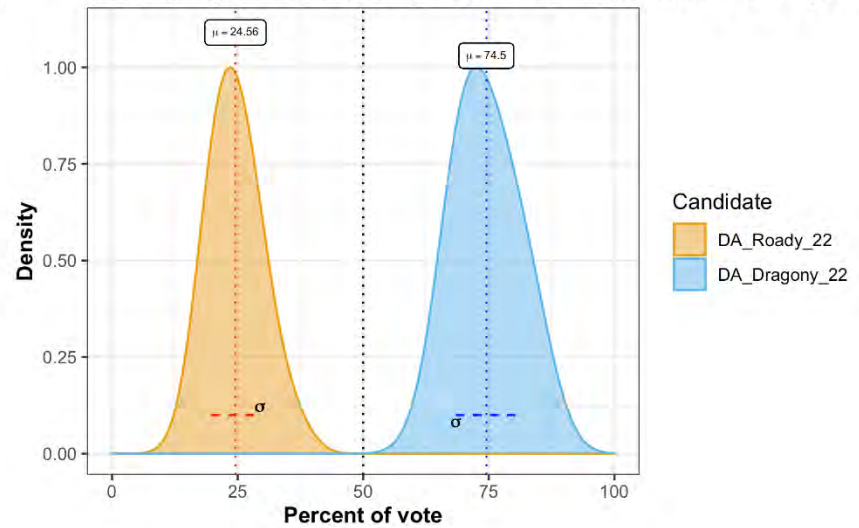 μ = 24.56
μ = 74.5
1.00
0.75
0.50
0.25
0.00
σ
σ
0 25 50 75 100
Density
Percent of vote
Candidate
DA_Roady_22
DA_Dragony_22